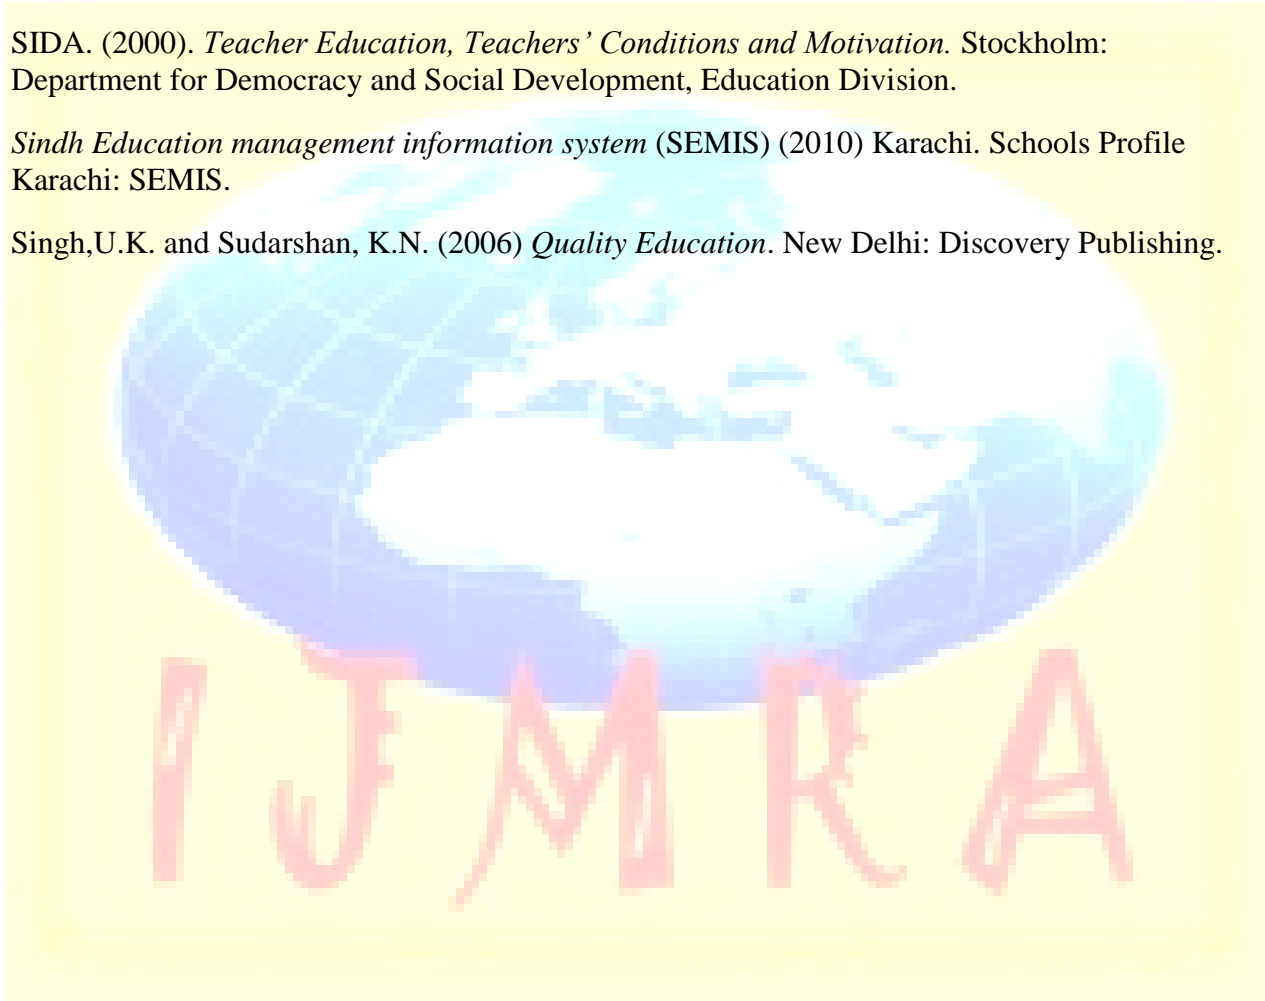 SIDA. (2000). Teacher Education, Teachers’ Conditions and Motivation. Stockholm:
Department for Democracy and Social Development, Education Division.
Sindh Education management information system (SEMIS) (2010) Karachi. Schools Profile
Karachi: SEMIS.
Singh,U.K. and Sudarshan, K.N. (2006) Quality Education. New Delhi: Discovery Publishing.
IJMRA